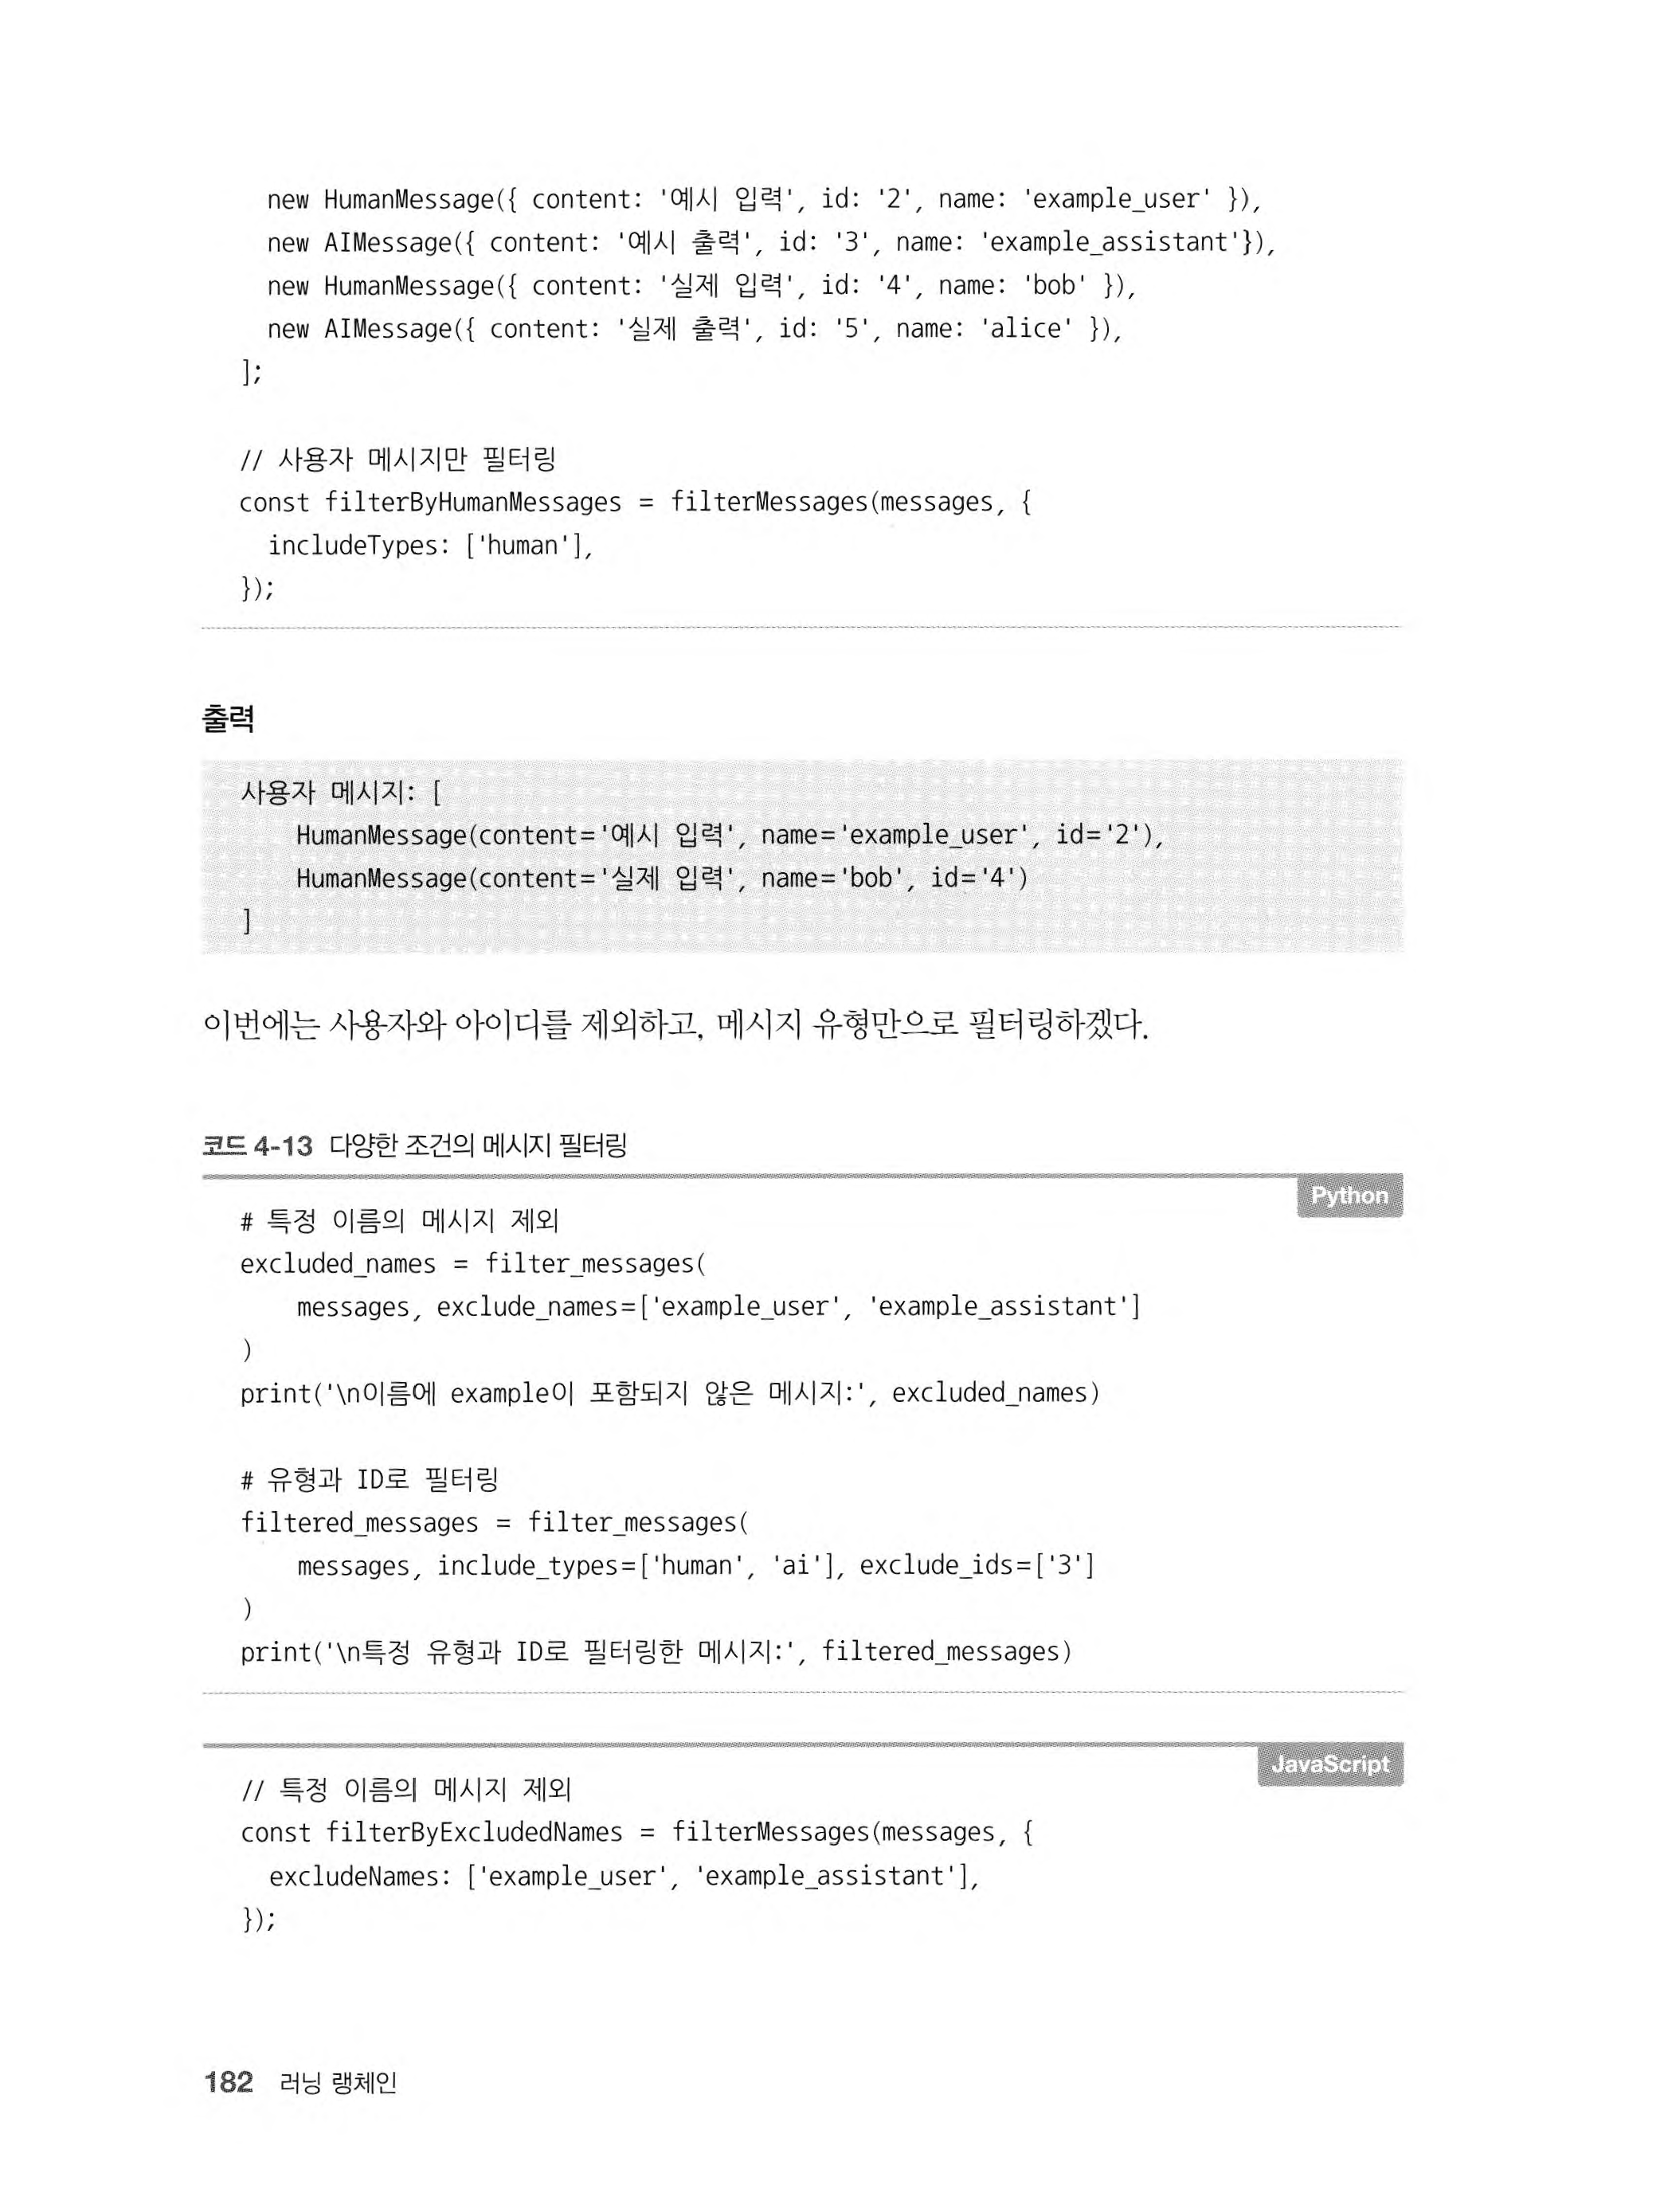 new HumanMessage({ content: '예시 입력', id: '2', name: 'example_user' }),
new AIMessage({ content: '예시 출력', id: '3', name: 'example_assistant'}),
new HumanMessage({ content: '실제 입력', id: '4', name: 'bob' }),
new AIMessage({ content: '실제 출력', id: '5', name: 'alice' }),
];
// 사용자 메시지만 필터링
const filterByHumanMessages = filterMessages(messages, {
includeTypes: ['human'],
});
출력
사용자 메시지: [
HumanMessage(content='예시 입력', name='example_user', id='2'),
HumanMessage(content='실제 입력', name='bob', id='4')
]
이번에는 사용자와 아이디를 제외하고, 메시지 유형만으로 필터링하겠다.
코드 4-13 다양한 조건의 메시지 필터링
Python
# 특정 이름의 메시지 제외
excluded_names = filter_messages(
messages, exclude_names=['example_user', 'example_assistant']
)
print('\n이름에 example이 포함되지 않은 메시지:', excluded_names)
# 유형과 ID로 필터링
filtered_messages = filter_messages(
messages, include_types=['human', 'ai'], exclude_ids=['3']
)
print('\n특정 유형과 ID로 필터링한 메시지:', filtered_messages)
JavaScript
// 특정 이름의 메시지 제외
const filterByExcludedNames = filterMessages(messages, {
excludeNames: ['example_user', 'example_assistant'],
});
182 러닝 랭체인